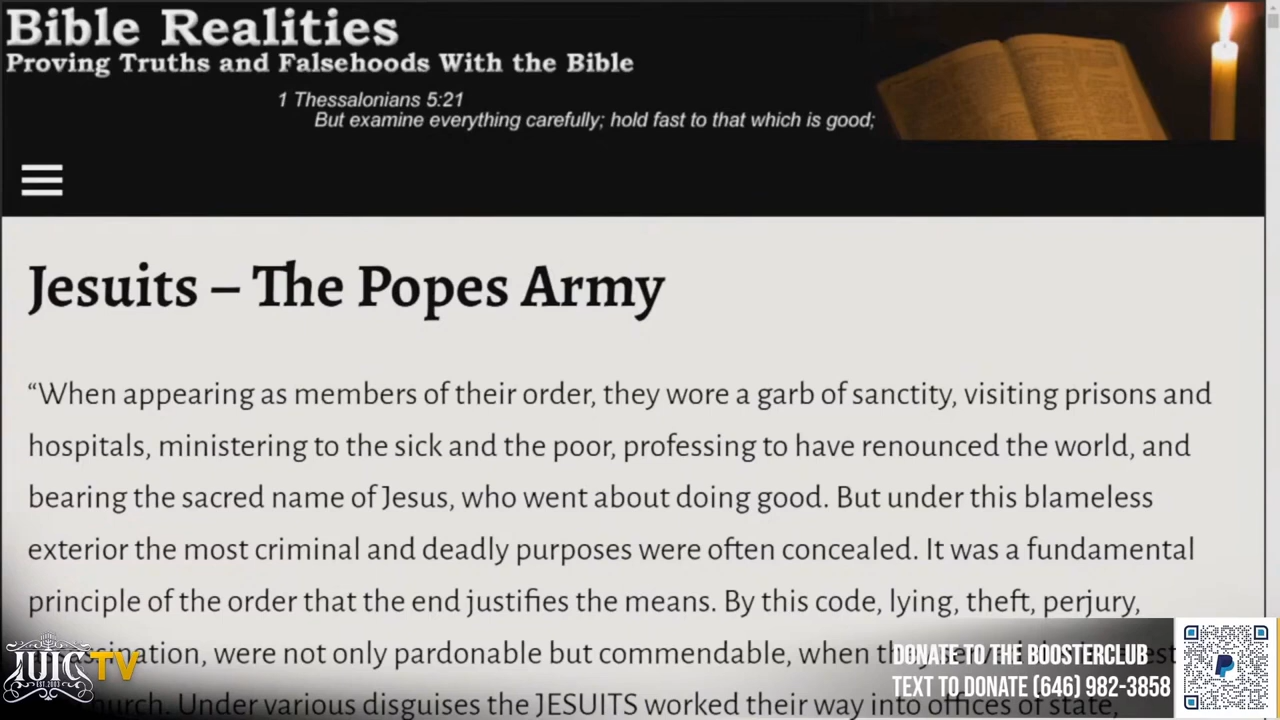 Bible Realities
Proving Truths and Falsehoods With the Bible
1 Thessalonians 5:21
But examine everything carefully; hold fast to that which is good;
Jesuits – The Popes Army
“When appearing as members of their order, they wore a garb of sanctity, visiting prisons and
hospitals, ministering to the sick and the poor, professing to have renounced the world, and
bearing the sacred name of Jesus, who went about doing good. But under this blameless
exterior the most criminal and deadly purposes were often concealed. It was a fundamental
principle of the order that the end justifies the means. By this code, lying, theft, perjury,
were not only pardonable but commendable, when
Under various disguises the JESUITS worked their way into offices of state,
IUIC TV
DONATE TO THE BOOSTERCLUB
TEXT TO DONATE (646) 982-3858